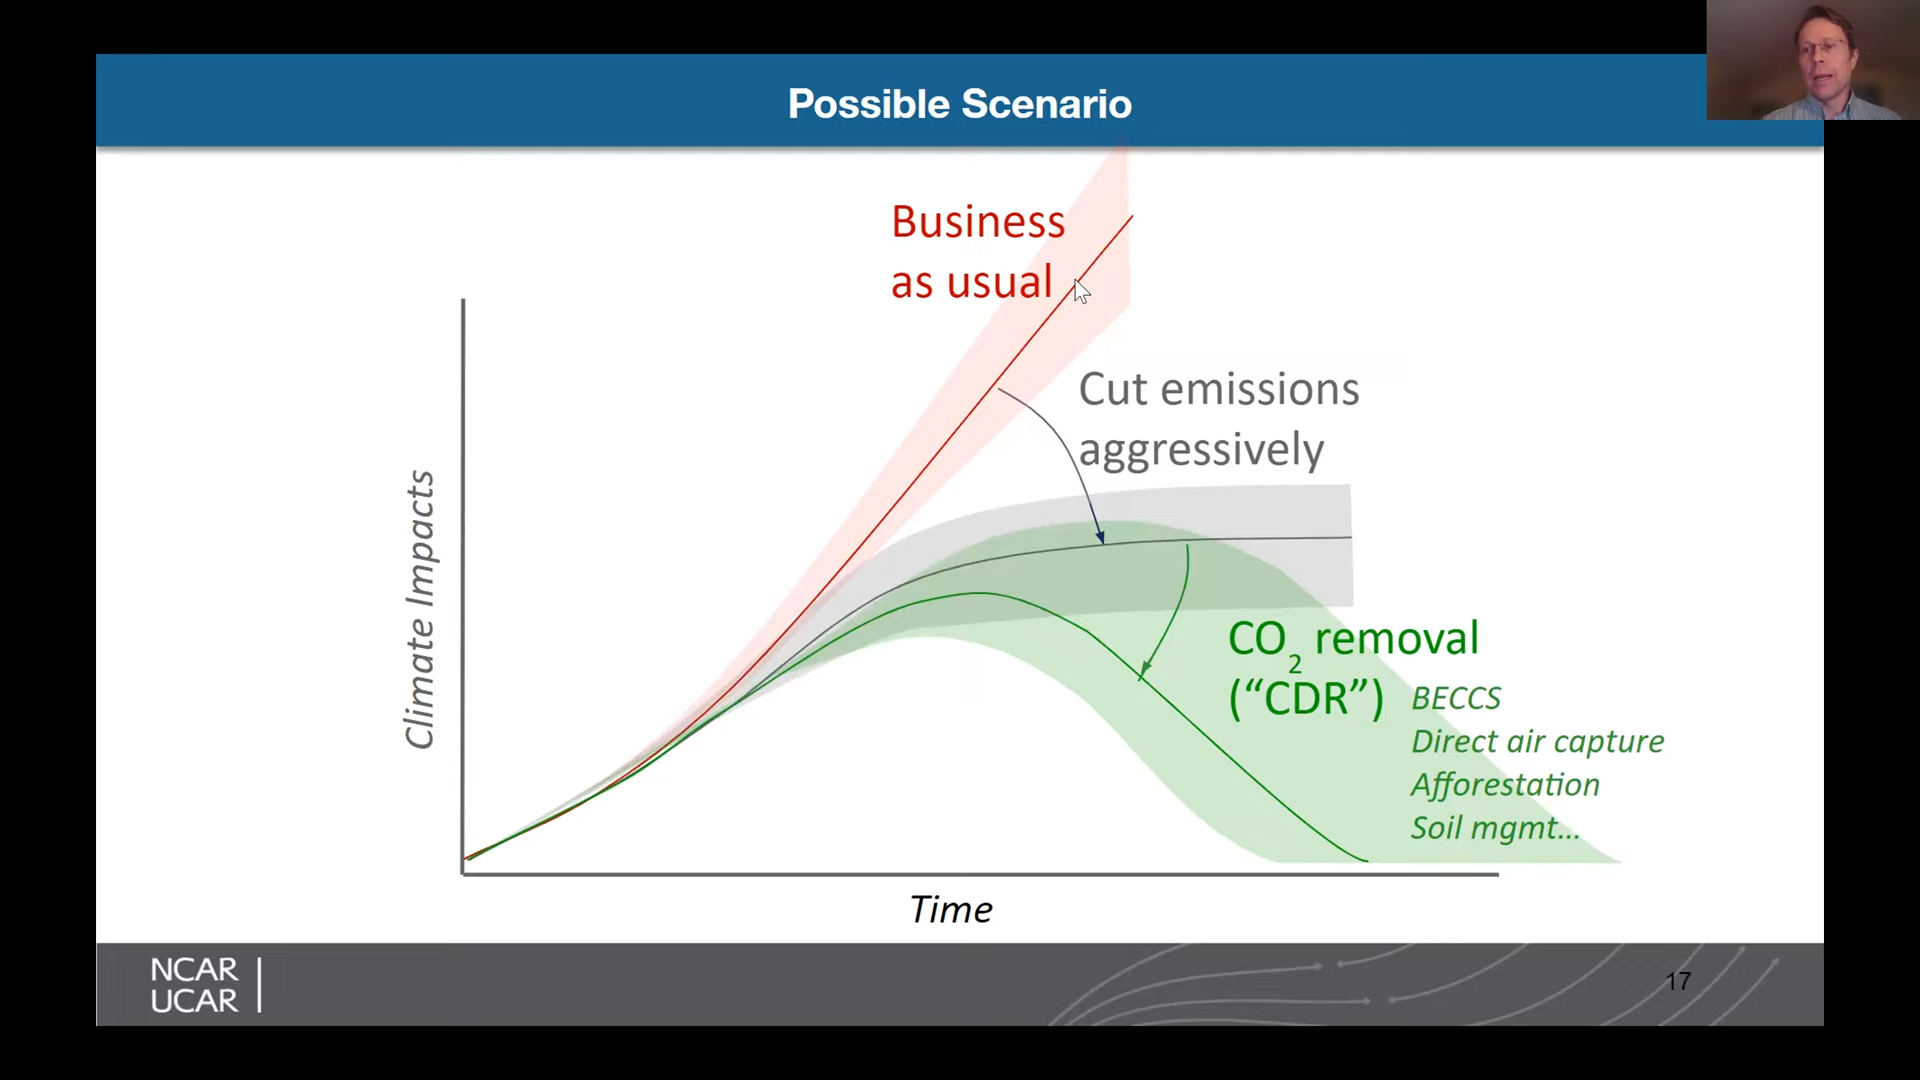 Possible Scenario
Business
as usual
Cut emissions
aggressively
Climate Impacts
CO2 removal
(“CDR”)
BECCS
Direct air capture
Afforestation
Soil mgmt...
Time
NCAR
UCAR
17